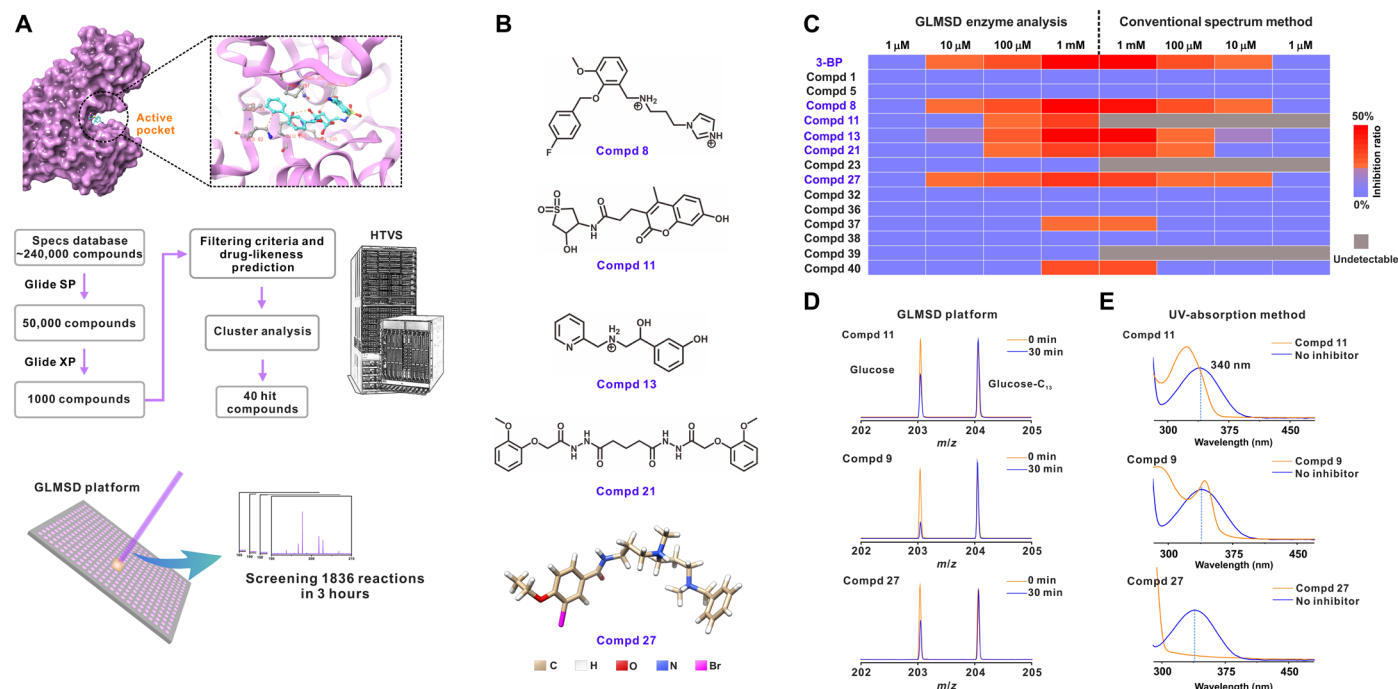 A
Active
pocket
Specs database
~240,000 compounds
Glide SP
50,000 compounds
Glide XP
1000 compounds
Filtering criteria and
drug-likeness
prediction
Cluster analysis
40 hit
compounds
HTVS
GLMSD platform
Screening 1836 reactions
in 3 hours
B
Compd 8
Compd 11
Compd 13
Compd 21
Compd 27
C H O N Br
C
GLMSD enzyme analysis Conventional spectrum method
1 μM 10 μM 100 μM 1 mM 1 mM 100 μM 10 μM 1 μM
3-BP
Compd 1
Compd 5
Compd 8
Compd 11
Compd 13
Compd 21
Compd 23
Compd 27
Compd 32
Compd 36
Compd 37
Compd 38
Compd 39
Compd 40
50%
Inhibition ratio
0%
Undetectable
D
GLMSD platform
Compd 11
0 min
30 min
Glucose
Glucose-C₁₃
202 203 204 205
m/z
Compd 9
0 min
30 min
202 203 204 205
m/z
Compd 27
0 min
30 min
202 203 204 205
m/z
E
UV-absorption method
Compd 11
Compd 11
No inhibitor
340 nm
300 375 450
Wavelength (nm)
Compd 9
Compd 9
No inhibitor
300 375 450
Wavelength (nm)
Compd 27
Compd 27
No inhibitor
300 375 450
Wavelength (nm)